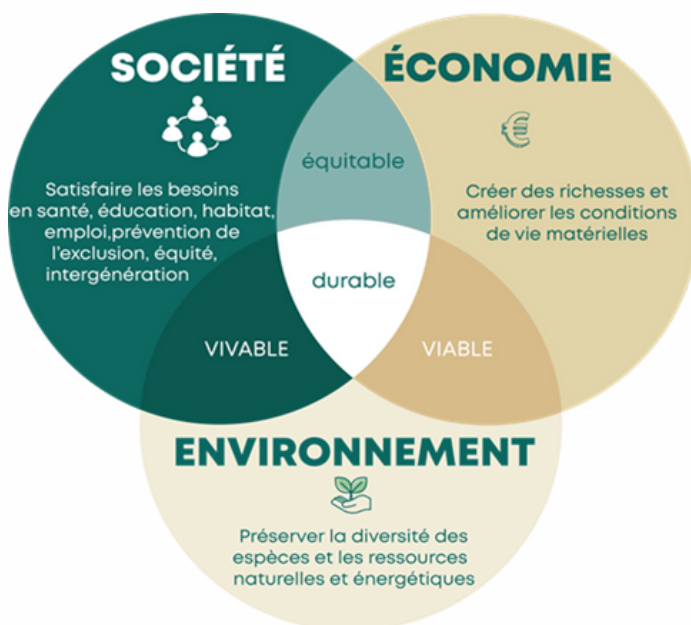 SOCIÉTÉ
Satisfaire les besoins
en santé, éducation, habitat,
emploi,prévention de
l'exclusion, équité,
intergénération
ÉCONOMIE
€
Créer des richesses et
améliorer les conditions
de vie matérielles
équitable
durable
VIVABLE
VIABLE
ENVIRONNEMENT
Préserver la diversité des
espèces et les ressources
naturelles et énergétiques